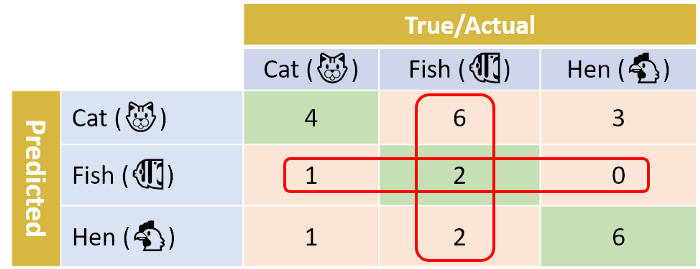 True/Actual
Cat () Fish () Hen ()
Predicted
Cat () 4 6 3
Fish () 1 2 0
Hen () 1 2 6